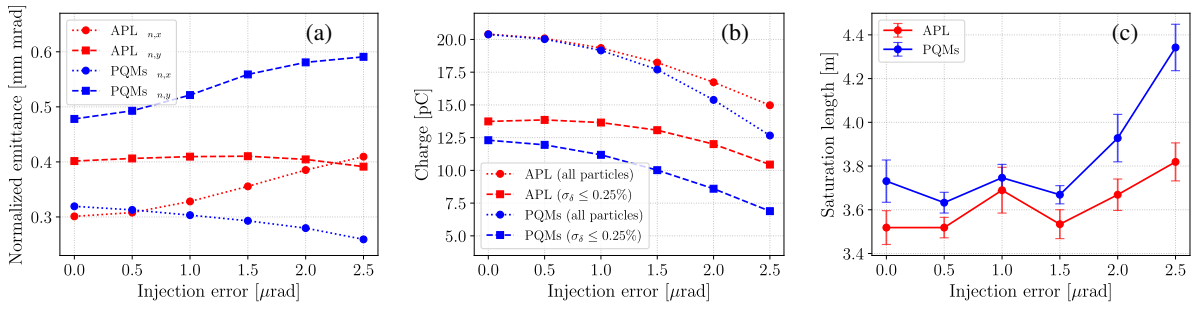 (a)
APL n,x
APL n,y
PQMs n,x
PQMs n,y
Normalized emittance [mm mrad]
0.6
0.5
0.4
0.3
0.0 0.5 1.0 1.5 2.0 2.5
Injection error [μrad]
(b)
20.0
17.5
15.0
12.5
10.0
7.5
5.0
Charge [pC]
APL (all particles)
APL (σδ ≤ 0.25%)
PQMs (all particles)
PQMs (σδ ≤ 0.25%)
0.0 0.5 1.0 1.5 2.0 2.5
Injection error [μrad]
(c)
APL
PQMs
Saturation length [m]
4.4
4.2
4.0
3.8
3.6
3.4
0.0 0.5 1.0 1.5 2.0 2.5
Injection error [μrad]